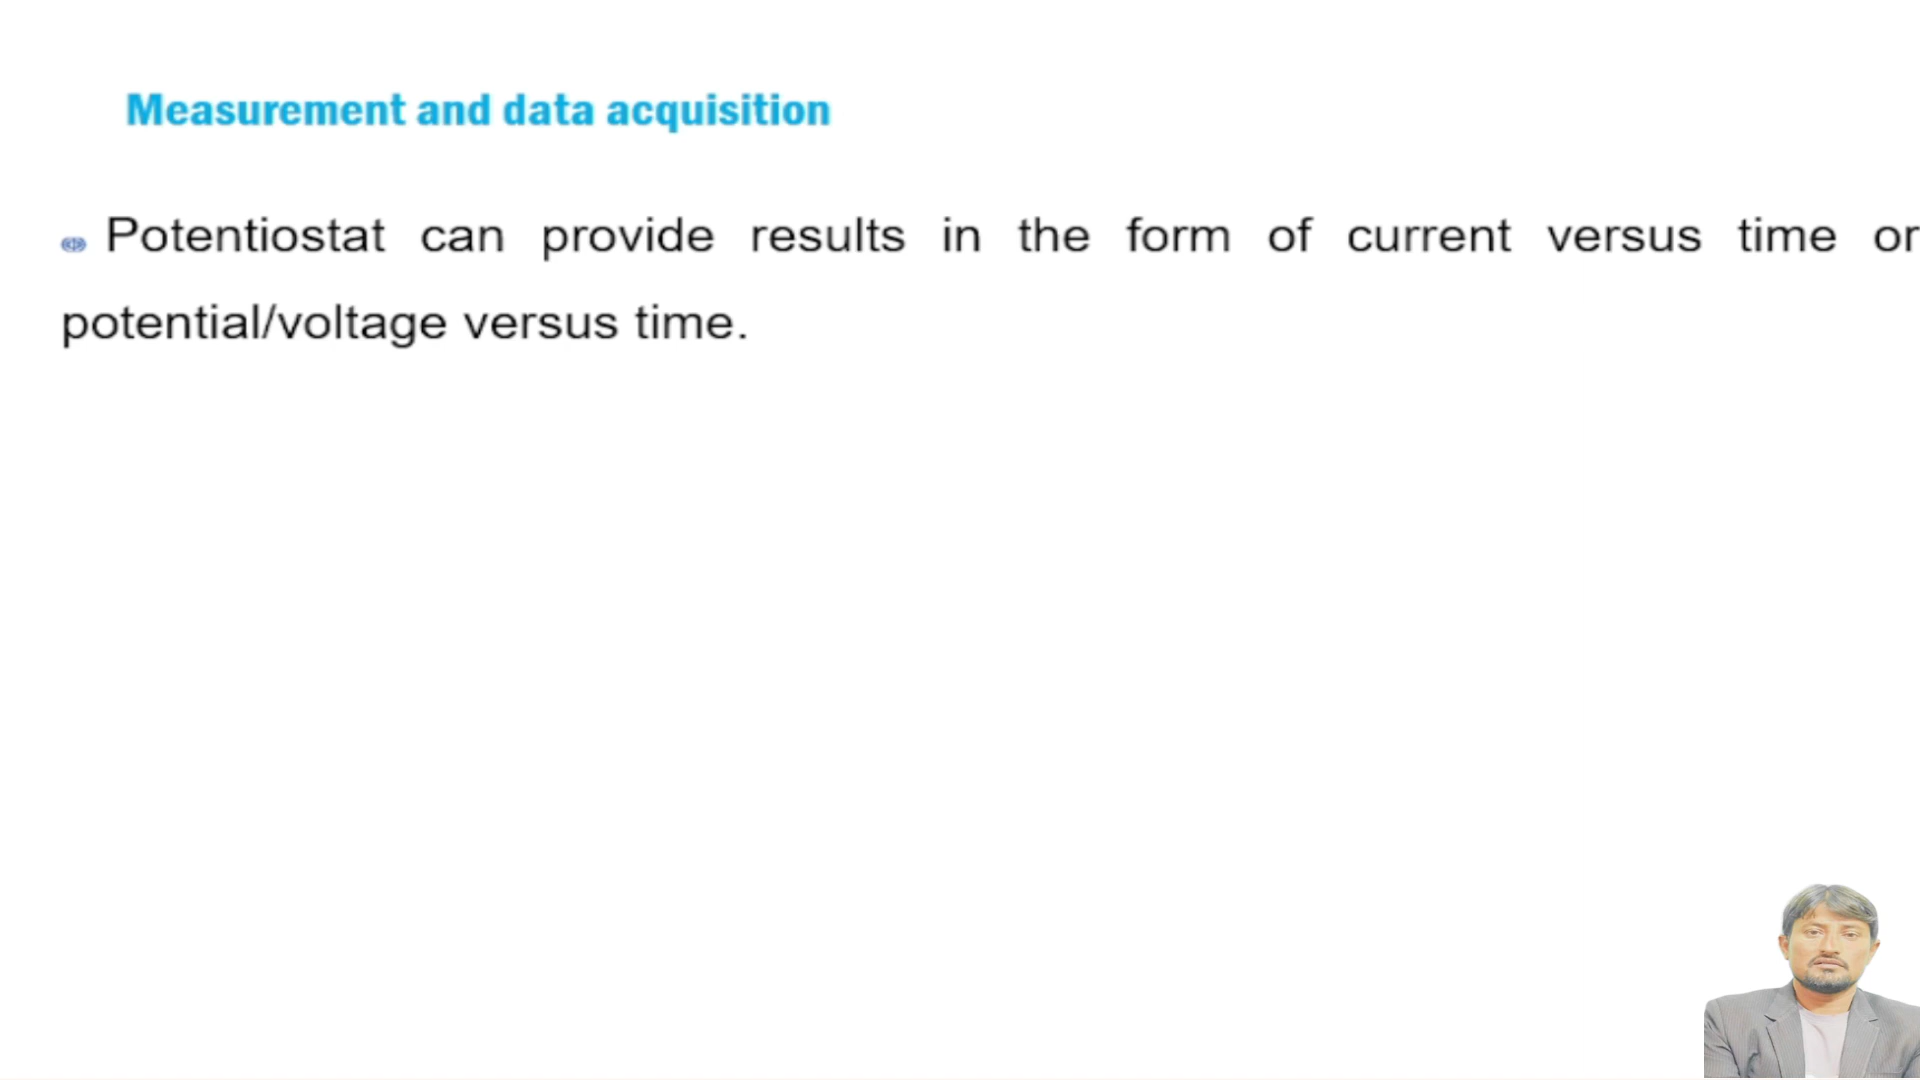 Measurement and data acquisition
Potentiostat can provide results in the form of current versus time or
potential/voltage versus time.